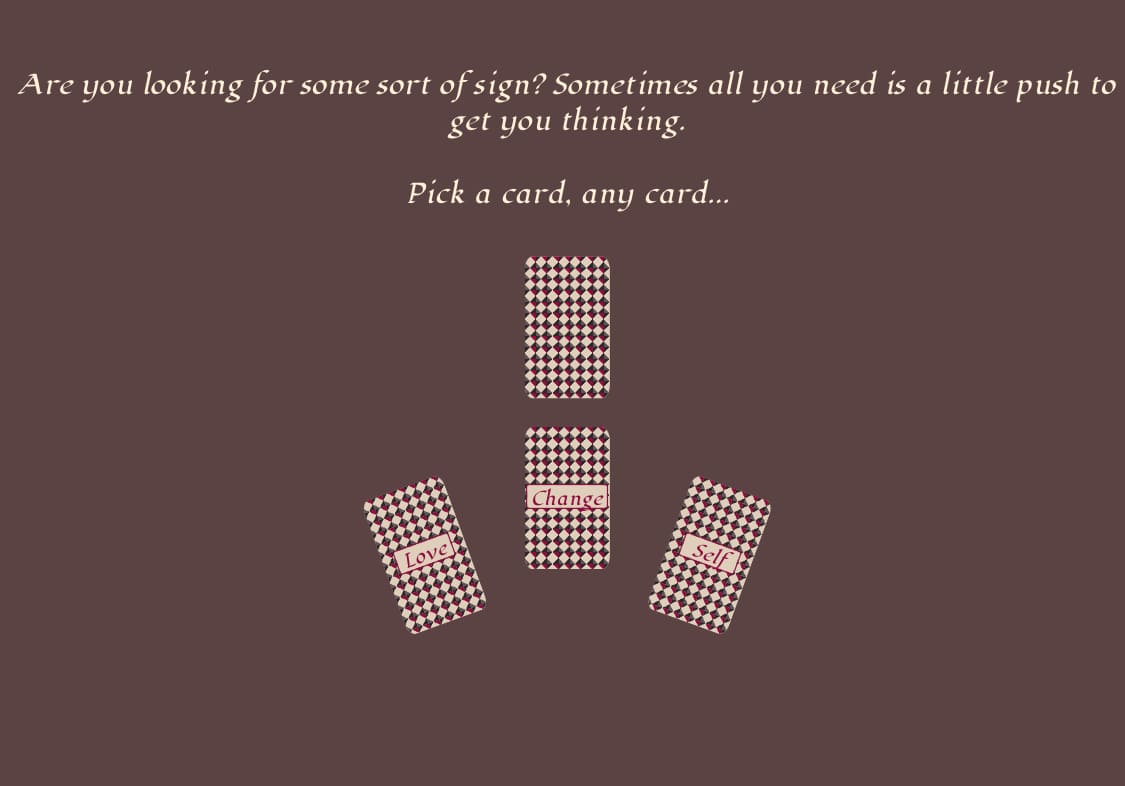 Are you looking for some sort of sign? Sometimes all you need is a little push to
get you thinking.
Pick a card, any card...
Change
Love
Self